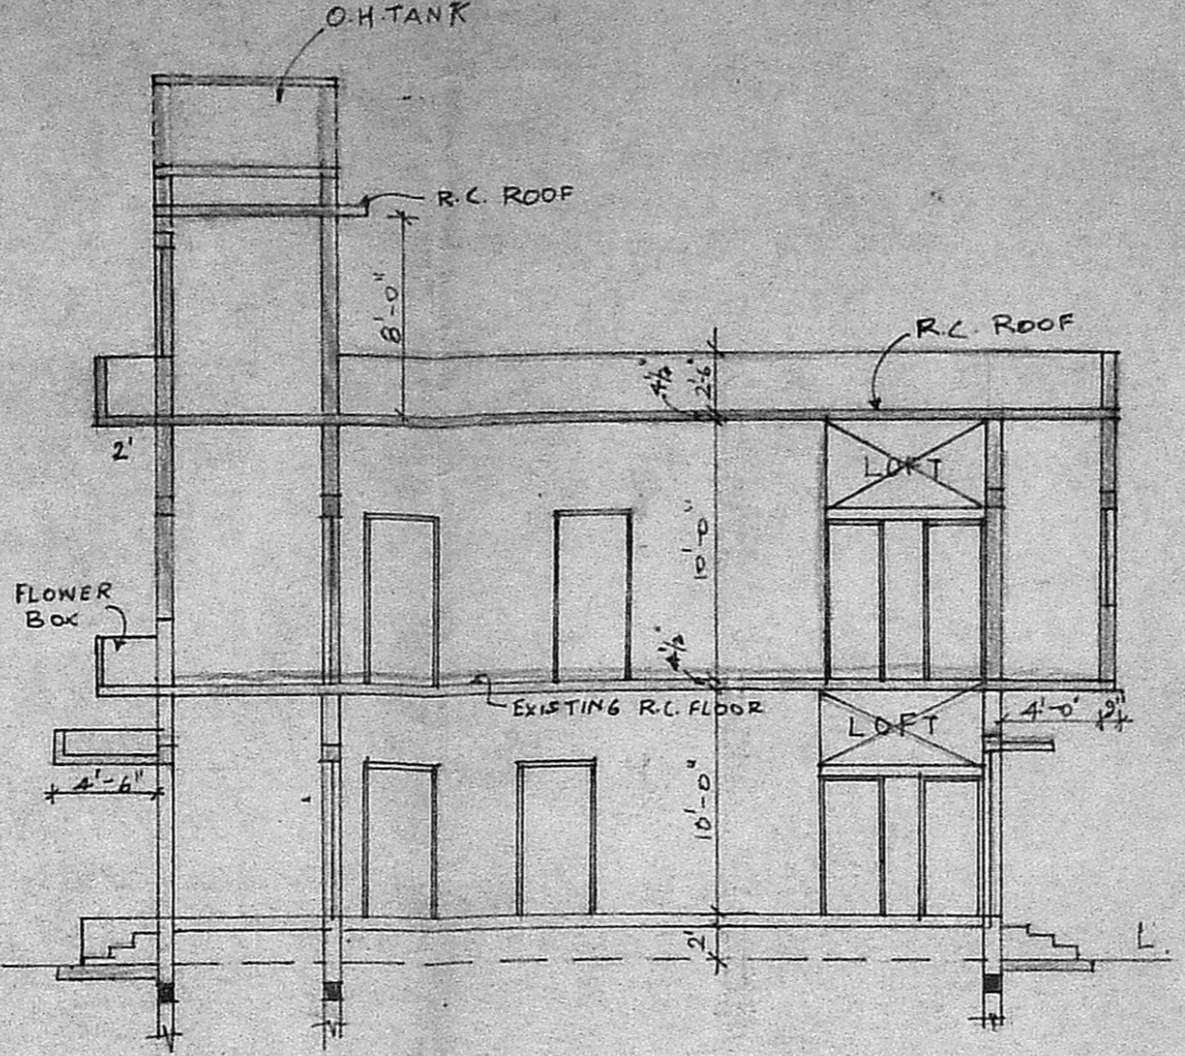 O.H.TANK
R.C. ROOF
8'-0"
R.C. ROOF
4½"
2'-6"
2'
LOFT
10'-0"
FLOWER
BOX
4½"
EXISTING R.C. FLOOR
LOFT
4'-0"
9"
4'-6"
10'-0"
2'
L.